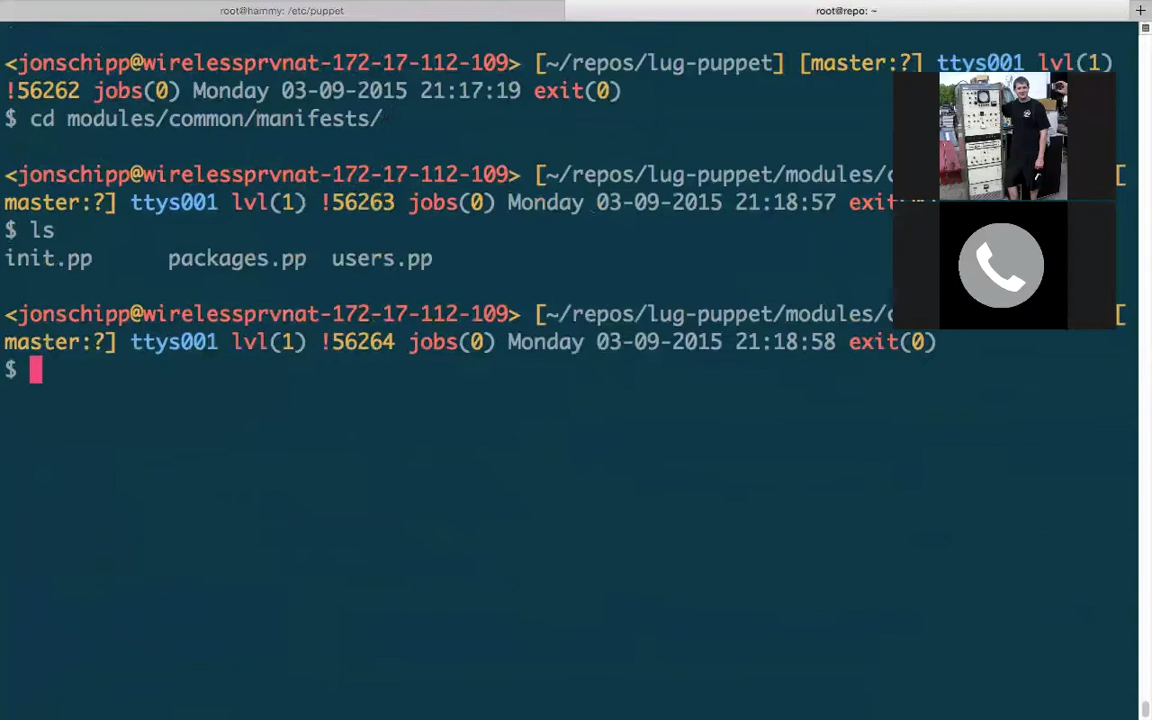 root@hammy: /etc/puppet
root@repo: ~
<jonschipp@wirelessprvnat-172-17-112-109> [~/repos/lug-puppet] [master:?] ttys001 lvl(1)
!56262 jobs(0) Monday 03-09-2015 21:17:19 exit(0)
$ cd modules/common/manifests/
<jonschipp@wirelessprvnat-172-17-112-109> [~/repos/lug-puppet/modules/ [
master:?] ttys001 lvl(1) !56263 jobs(0) Monday 03-09-2015 21:18:57
$ ls
init.pp packages.pp users.pp
<jonschipp@wirelessprvnat-172-17-112-109> [~/repos/lug-puppet/modules/ [
master:?] ttys001 lvl(1) !56264 jobs(0) Monday 03-09-2015 21:18:58 exit(0)
$